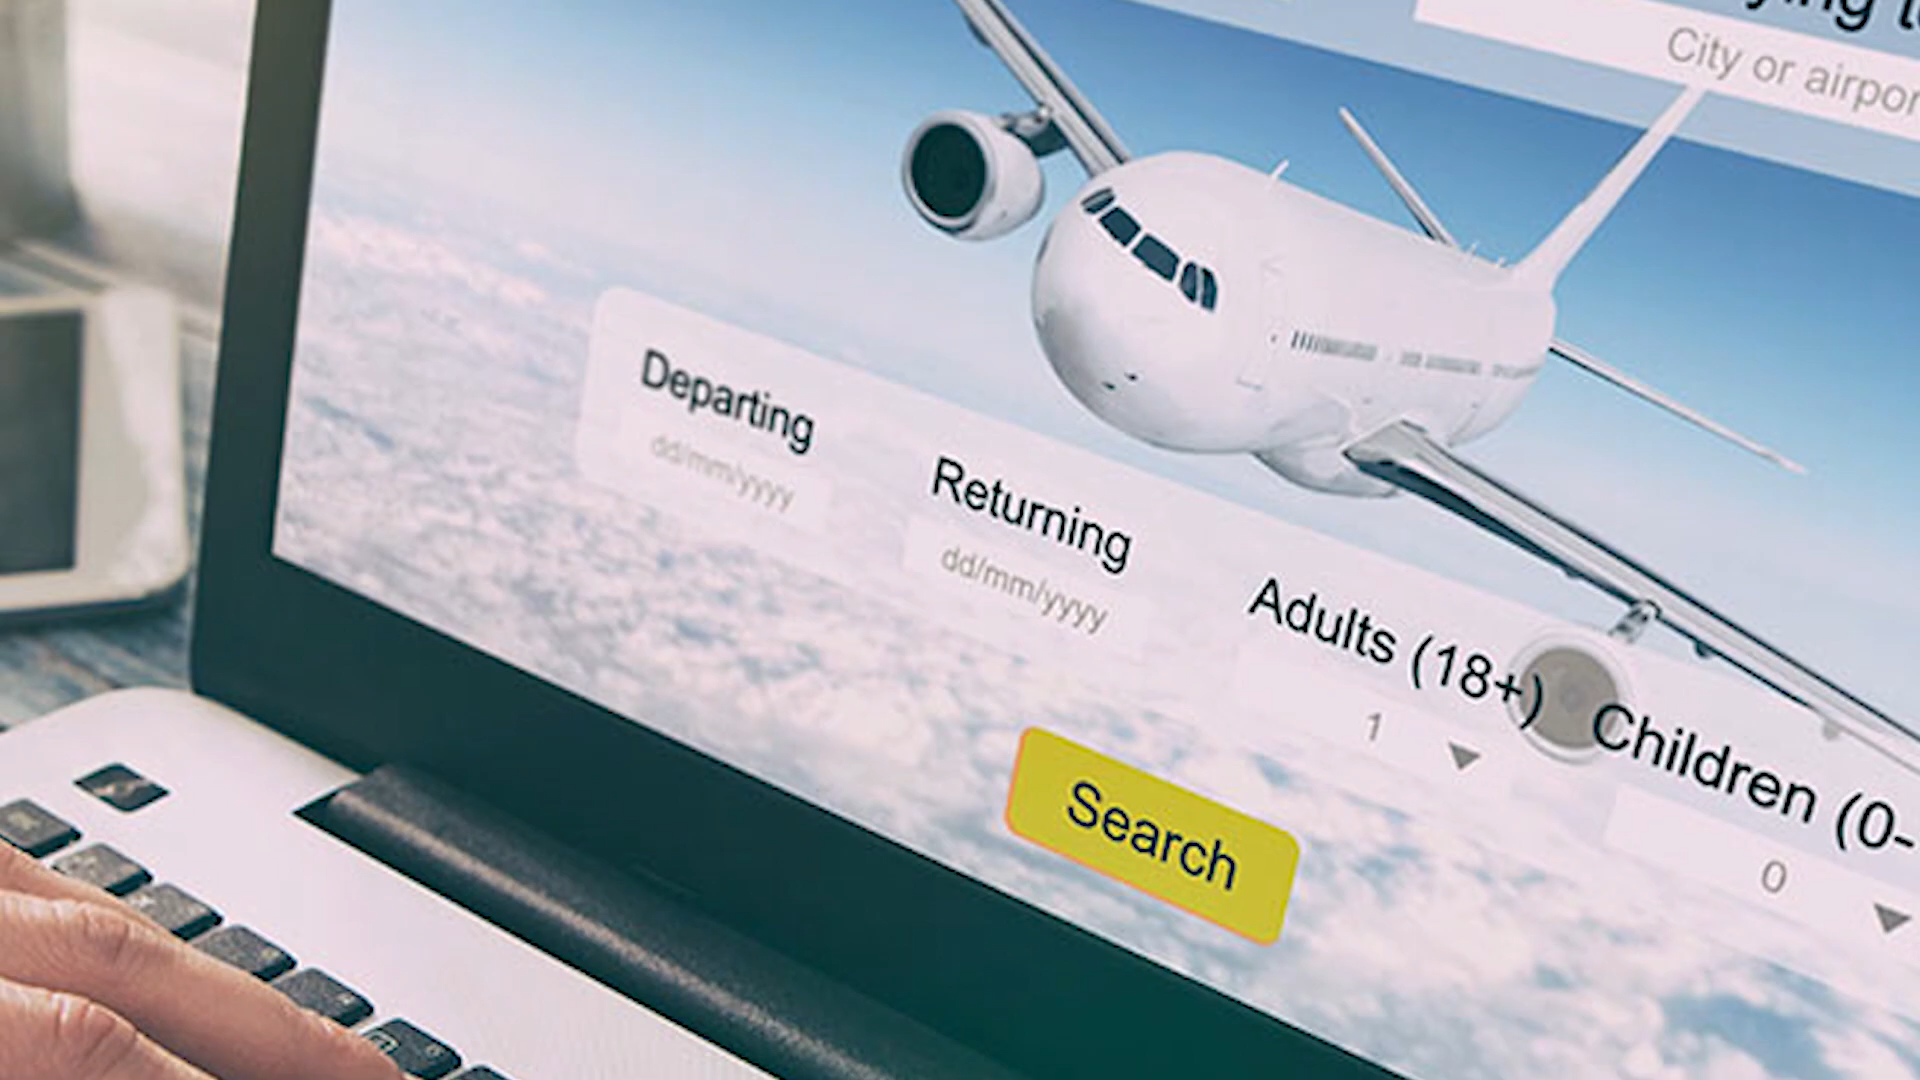 City or airpor
Departing
dd/mm/yyyy
Returning
dd/mm/yyyy
Adults (18+)
1
Children (0-
0
Search